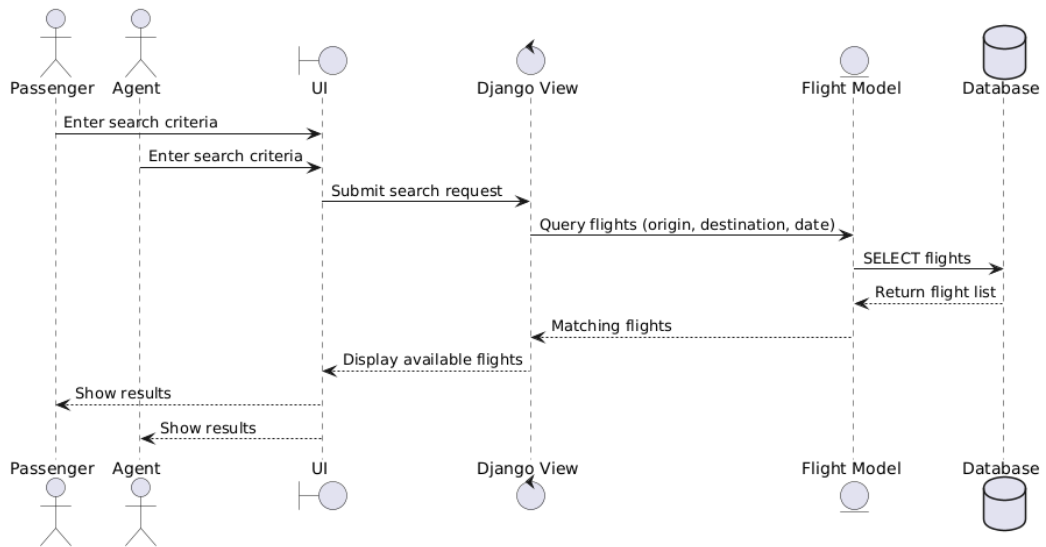 Passenger Agent UI Django View Flight Model Database
Enter search criteria
Enter search criteria
Submit search request
Query flights (origin, destination, date)
SELECT flights
Return flight list
Matching flights
Display available flights
Show results
Show results
Passenger Agent UI Django View Flight Model Database